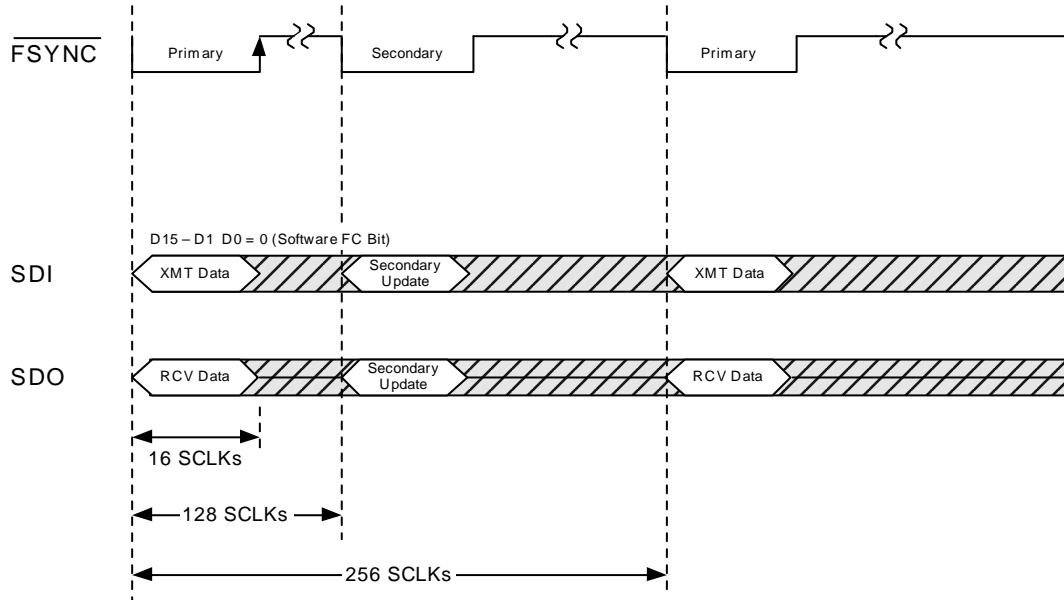 FSYNC
Primary
Secondary
Primary
D15 – D1 D0 = 0 (Software FC Bit)
SDI
XMT Data
Secondary
Update
XMT Data
SDO
RCV Data
Secondary
Update
RCV Data
16 SCLKs
128 SCLKs
256 SCLKs